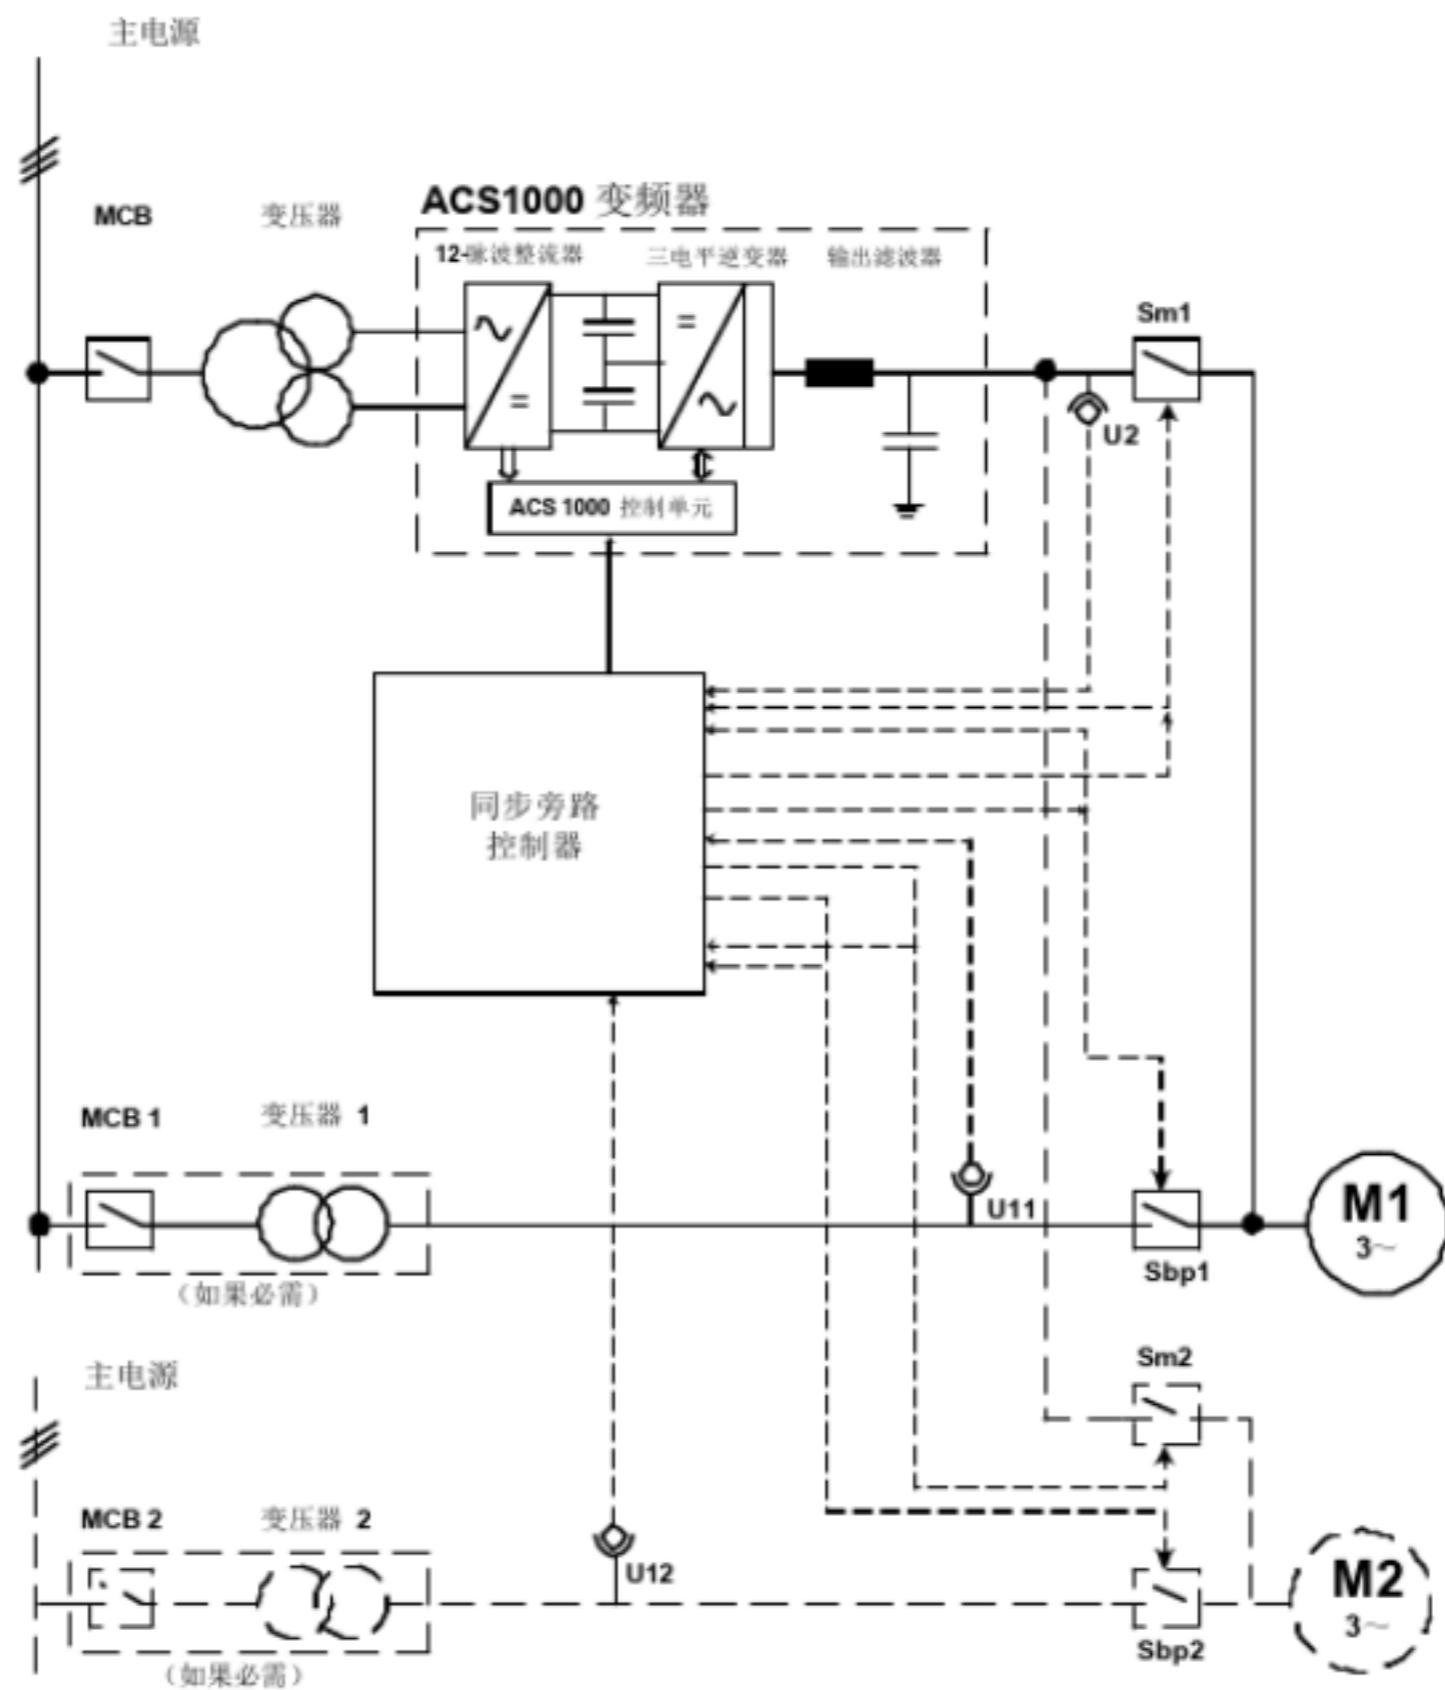 主电源
MCB
变压器
ACS1000 变频器
12-脉波整流器
三电平逆变器
输出滤波器
Sm1
U2
ACS 1000 控制单元
同步旁路
控制器
MCB 1
变压器 1
U11
M1
3～
Sbp1
（如果必需）
主电源
Sm2
MCB 2
变压器 2
U12
M2
3～
Sbp2
（如果必需）